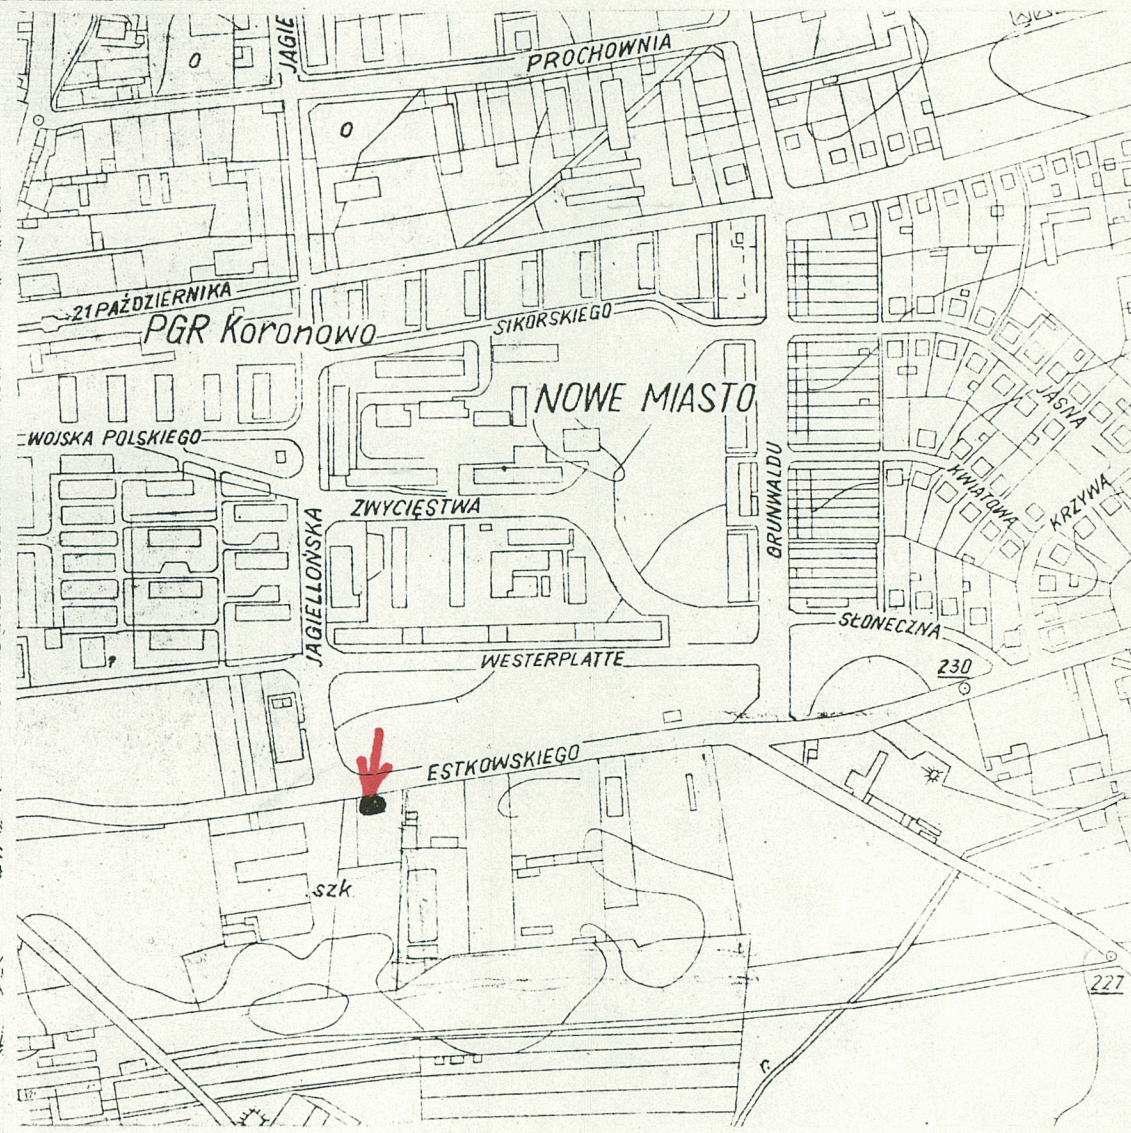 JAGIE
PROCHOWNIA
O
O
21 PAŹDZIERNIKA
PGR Koronowo
SIKORSKIEGO
NOWE MIASTO
JASNA
WOJSKA POLSKIEGO
GRUNWALDU
KWIATOWA
KRZYWA
ZWYCIĘSTWA
JAGIELLOŃSKA
SŁONECZNA
?
WESTERPLATTE
230
ESTKOWSKIEGO
szk.
227
r.